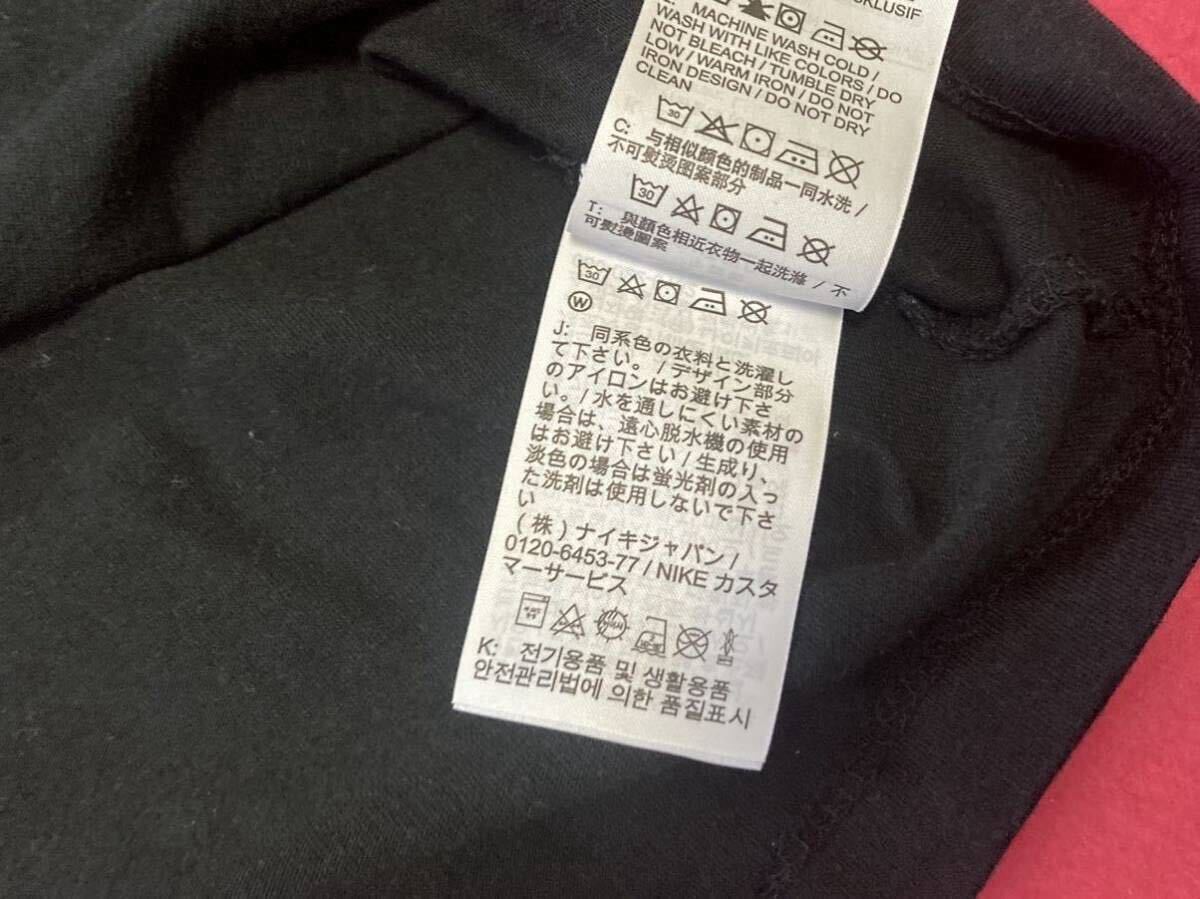 EKLUSIF
E: MACHINE WASH COLD /
WASH WITH LIKE COLORS / DO
NOT BLEACH / TUMBLE DRY
LOW / WARM IRON / DO NOT
IRON DESIGN / DO NOT DRY
CLEAN
30
C: 与相似颜色的制品一同水洗 /
不可熨烫图案部分
30
T: 與顏色相近衣物一起洗滌 / 不
可熨燙圖案
30
W
J: 同系色の衣料と洗濯し
て下さい。 / デザイン部分
のアイロンはお避け下さ
い。/ 水を通しにくい素材の
場合は、遠心脱水機の使用
はお避け下さい / 生成り、
淡色の場合は蛍光剤の入っ
た洗剤は使用しないで下さ
い
(株) ナイキジャパン /
0120-6453-77 / NIKE カスタ
マーサービス
K: 전기용품 및 생활용품
안전관리법에 의한 품질표시